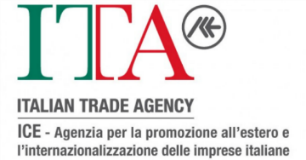 ITA
ITALIAN TRADE AGENCY
ICE - Agenzia per la promozione all'estero e
l'internazionalizzazione delle imprese italiane